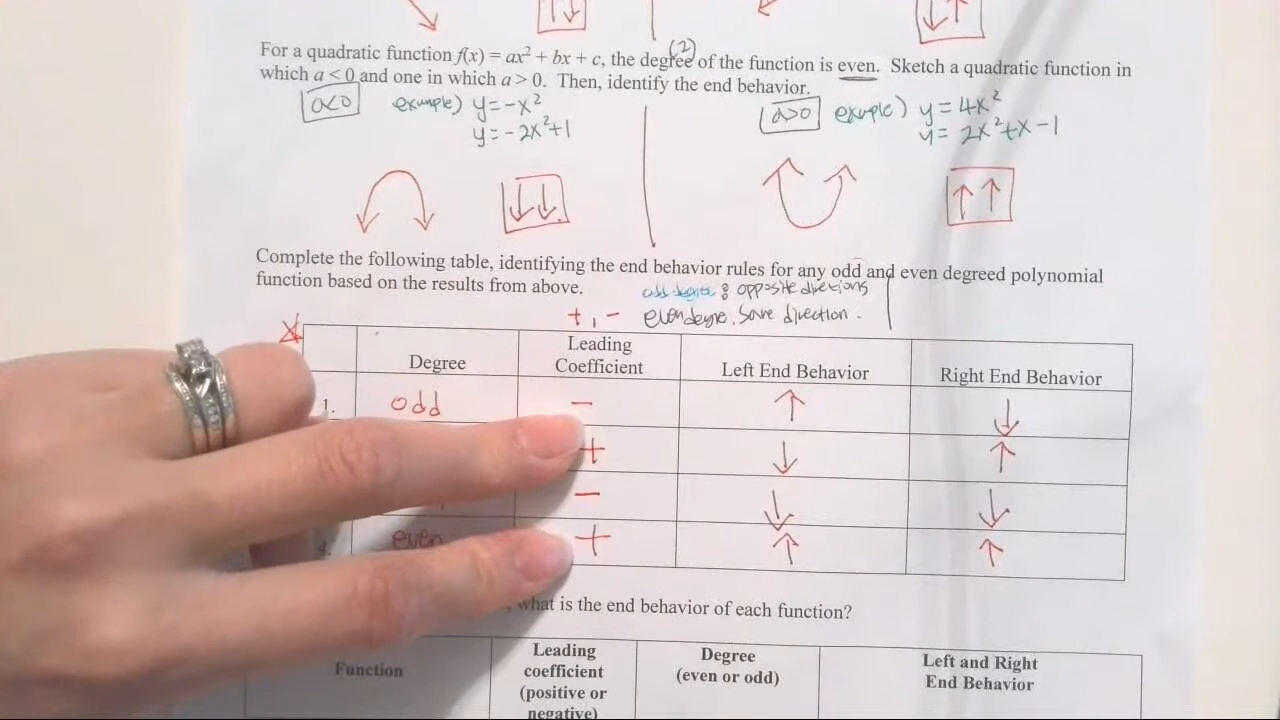 (2)
For a quadratic function f(x) = ax² + bx + c, the degree of the function is even. Sketch a quadratic function in
which a < 0 and one in which a > 0. Then, identify the end behavior.
a<0 example) y=-x² a>0 example) y=4x²
y=-2x²+1 y= 2x²+x-1
↓↓ ↑↑
Complete the following table, identifying the end behavior rules for any odd and even degreed polynomial
function based on the results from above. odd degree: opposite directions
+, - even degree. Same direction.
Degree Leading Coefficient Left End Behavior Right End Behavior
1. odd - ↑ ↓
+ ↓ ↑
- ↓ ↓
4. even + ↑ ↑
what is the end behavior of each function?
Function Leading coefficient (positive or negative) Degree (even or odd) Left and Right End Behavior